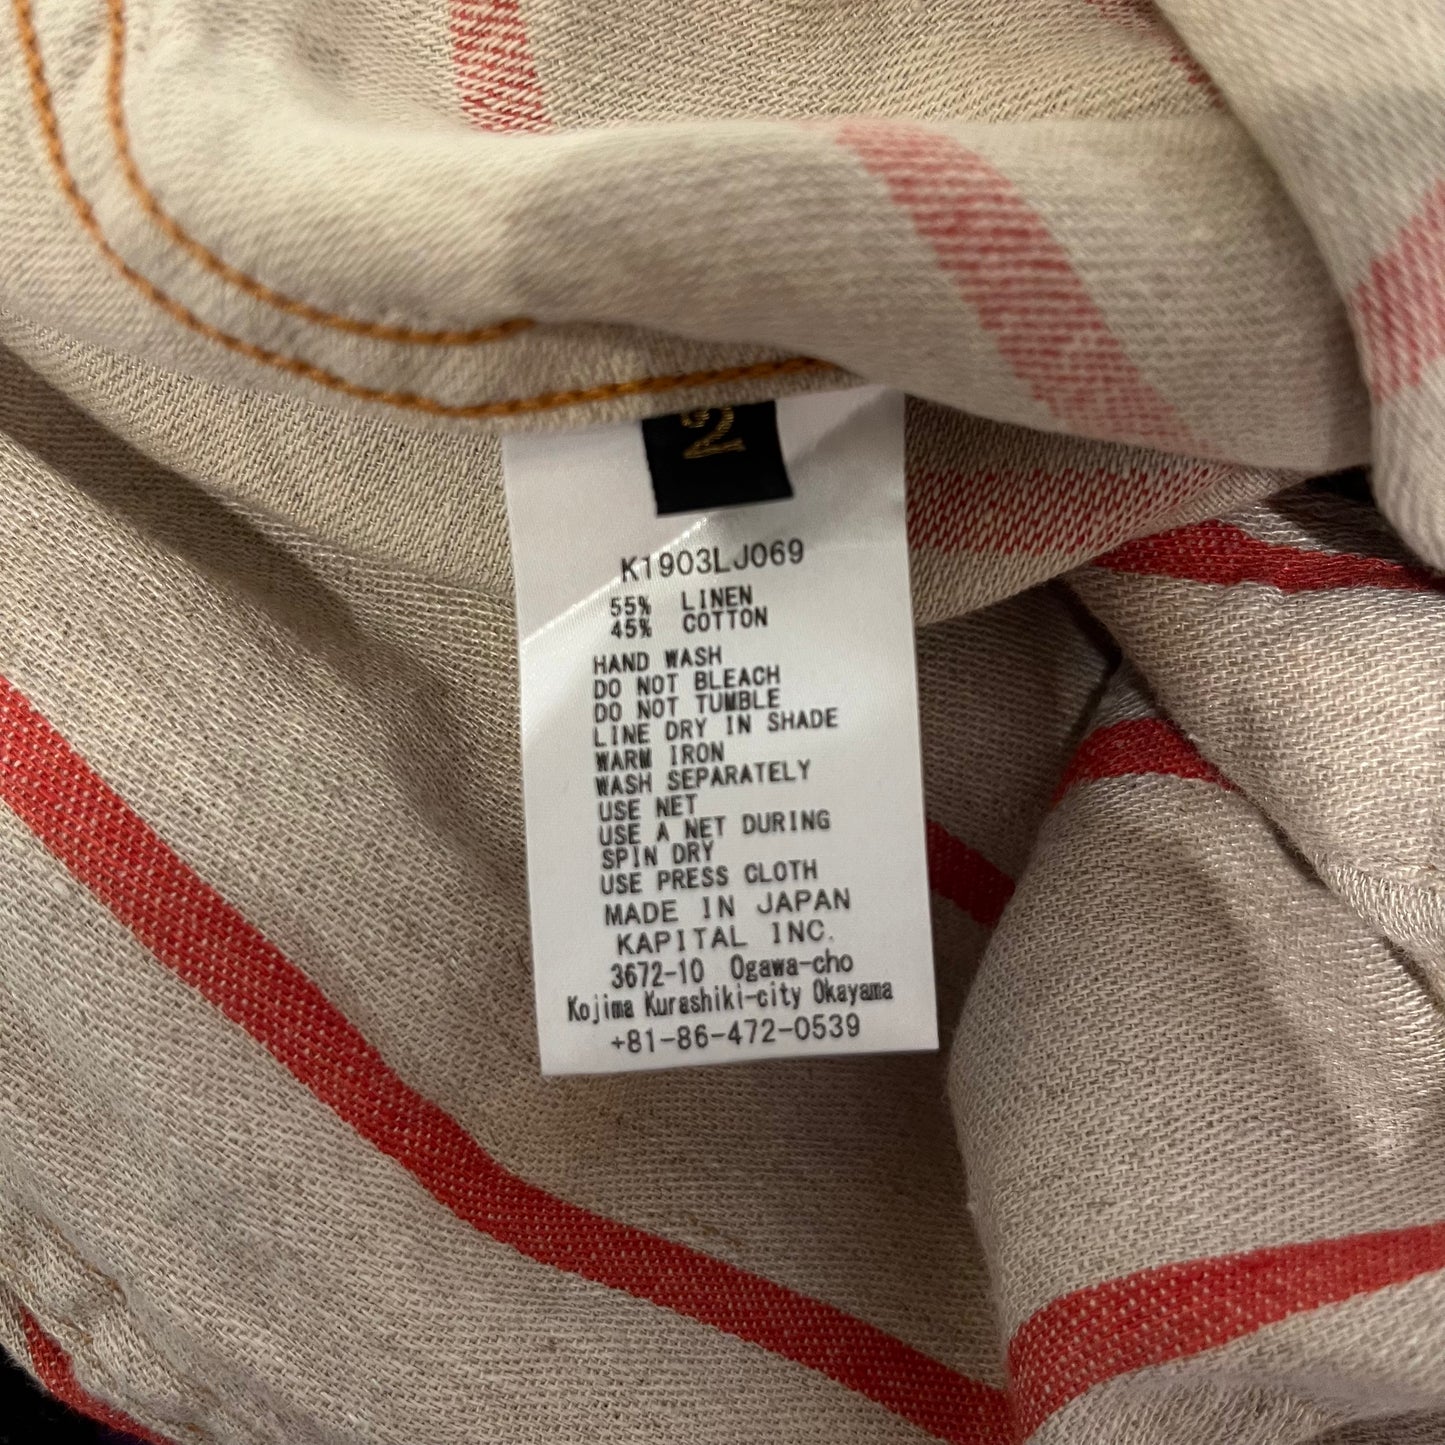 2
K1903LJ069
55% LINEN
45% COTTON
HAND WASH
DO NOT BLEACH
DO NOT TUMBLE
LINE DRY IN SHADE
WARM IRON
WASH SEPARATELY
USE NET
USE A NET DURING
SPIN DRY
USE PRESS CLOTH
MADE IN JAPAN
KAPITAL INC.
3672-10 Ogawa-cho
Kojima Kurashiki-city Okayama
+81-86-472-0539